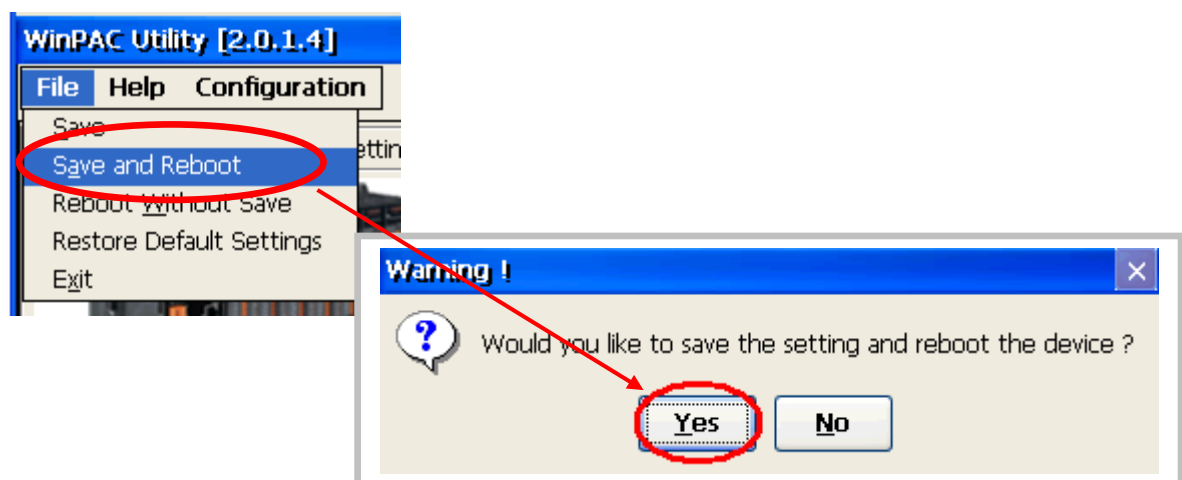 WinPAC Utility [2.0.1.4]
File Help Configuration
Save
Save and Reboot
Reboot Without Save
Restore Default Settings
Exit
Warning !
Would you like to save the setting and reboot the device ?
Yes No